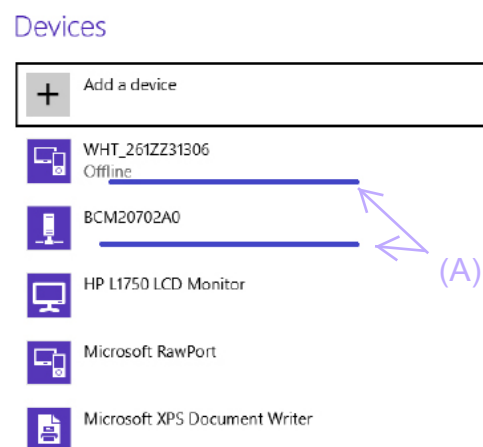 Devices
Add a device
WHT_261ZZ31306
Offline
BCM20702A0
(A)
HP L1750 LCD Monitor
Microsoft RawPort
Microsoft XPS Document Writer